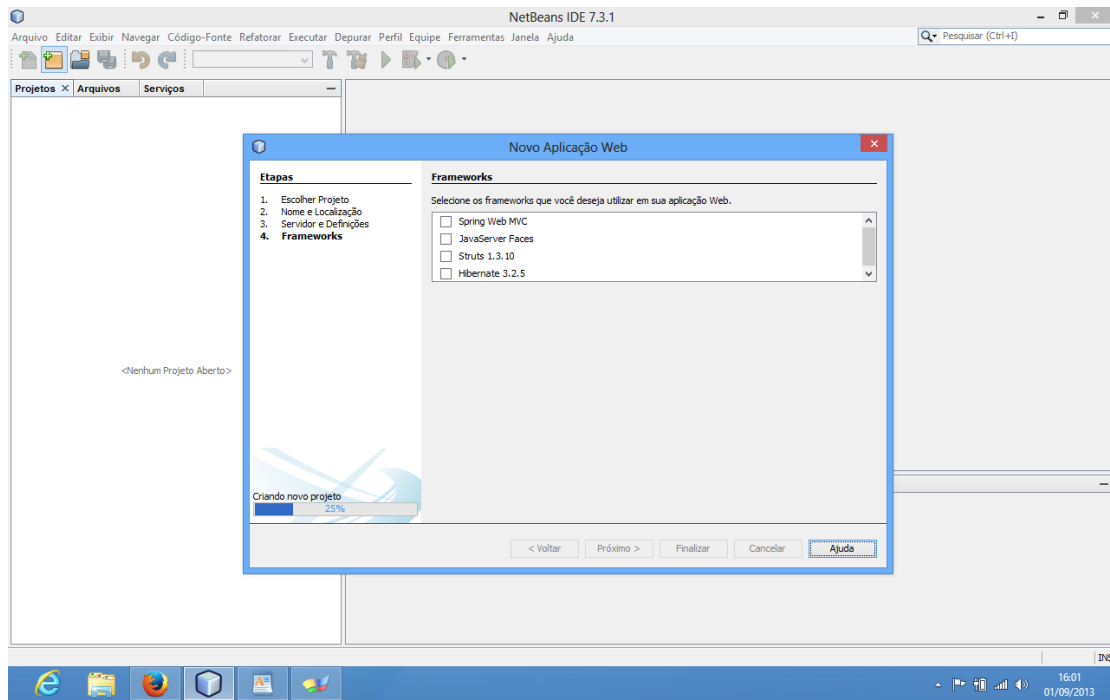 NetBeans IDE 7.3.1
Arquivo Editar Exibir Navegar Código-Fonte Refatorar Executar Depurar Perfil Equipe Ferramentas Janela Ajuda
Pesquisar (Ctrl+I)
Projetos Arquivos Serviços
Novo Aplicação Web
Etapas
1. Escolher Projeto
2. Nome e Localização
3. Servidor e Definições
4. Frameworks
Frameworks
Selecione os frameworks que você deseja utilizar em sua aplicação Web.
Spring Web MVC
JavaServer Faces
Struts 1.3.10
Hibernate 3.2.5
<Nenhum Projeto Aberto>
Criando novo projeto
25%
< Voltar Próximo > Finalizar Cancelar Ajuda
INS
16:01
01/09/2013